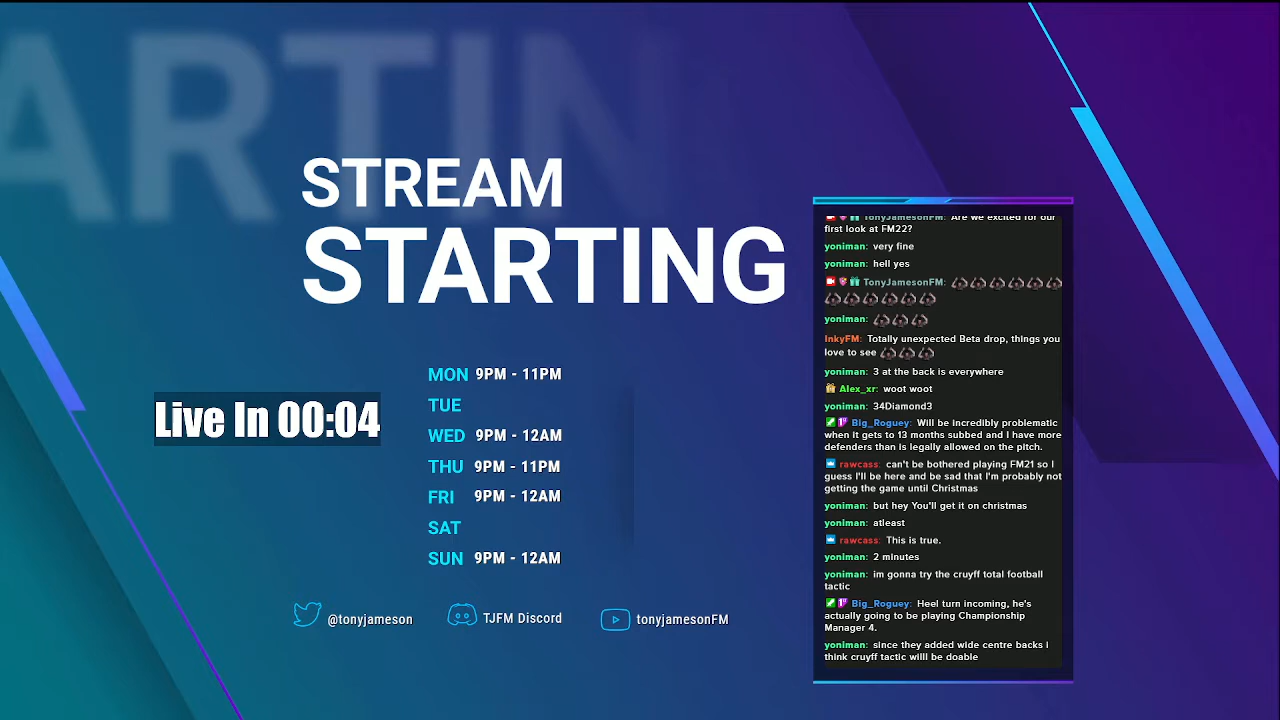 ARTIN
STREAM
STARTING
MON 9PM - 11PM
TUE
WED 9PM - 12AM
THU 9PM - 11PM
FRI 9PM - 12AM
SAT
SUN 9PM - 12AM
Live In 00:04
@tonyjameson
TJFM Discord
tonyjamesonFM
TonyJamesonFM: Are we excited for our
first look at FM22?
yoniman: very fine
yoniman: hell yes
TonyJamesonFM:
yoniman:
InkyFM: Totally unexpected Beta drop, things you
love to see
yoniman: 3 at the back is everywhere
Alex_xr: woot woot
yoniman: 34Diamond3
Big_Roguey: Will be incredibly problematic
when it gets to 13 months subbed and I have more
defenders than is legally allowed on the pitch.
rawcass: can't be bothered playing FM21 so I
guess I'll be here and be sad that I'm probably not
getting the game until Christmas
yoniman: but hey You'll get it on christmas
yoniman: atleast
rawcass: This is true.
yoniman: 2 minutes
yoniman: im gonna try the cruyff total football
tactic
Big_Roguey: Heel turn incoming, he's
actually going to be playing Championship
Manager 4.
yoniman: since they added wide centre backs i
think cruyff tactic willl be doable